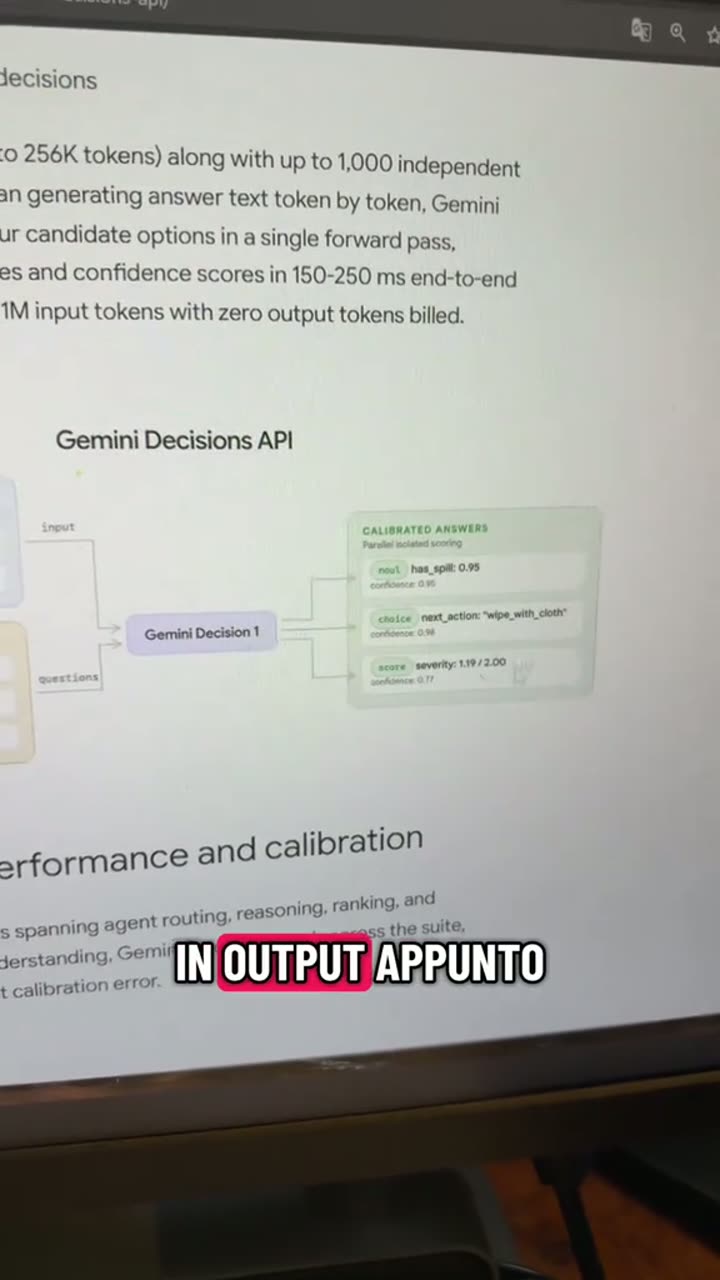 decisions
to 256K tokens) along with up to 1,000 independent
an generating answer text token by token, Gemini
ur candidate options in a single forward pass,
es and confidence scores in 150-250 ms end-to-end
1M input tokens with zero output tokens billed.
Gemini Decisions API
input
questions
Gemini Decision 1
CALIBRATED ANSWERS
Parallel isolated scoring
has_spill: 0.95
confidence: 0.95
choice next_action: "wipe_with_cloth"
confidence: 0.98
score severity: 1.19 / 2.00
confidence: 0.77
erformance and calibration
s spanning agent routing, reasoning, ranking, and
derstanding, Gemi the suite,
t calibration error.
IN OUTPUT APPUNTO